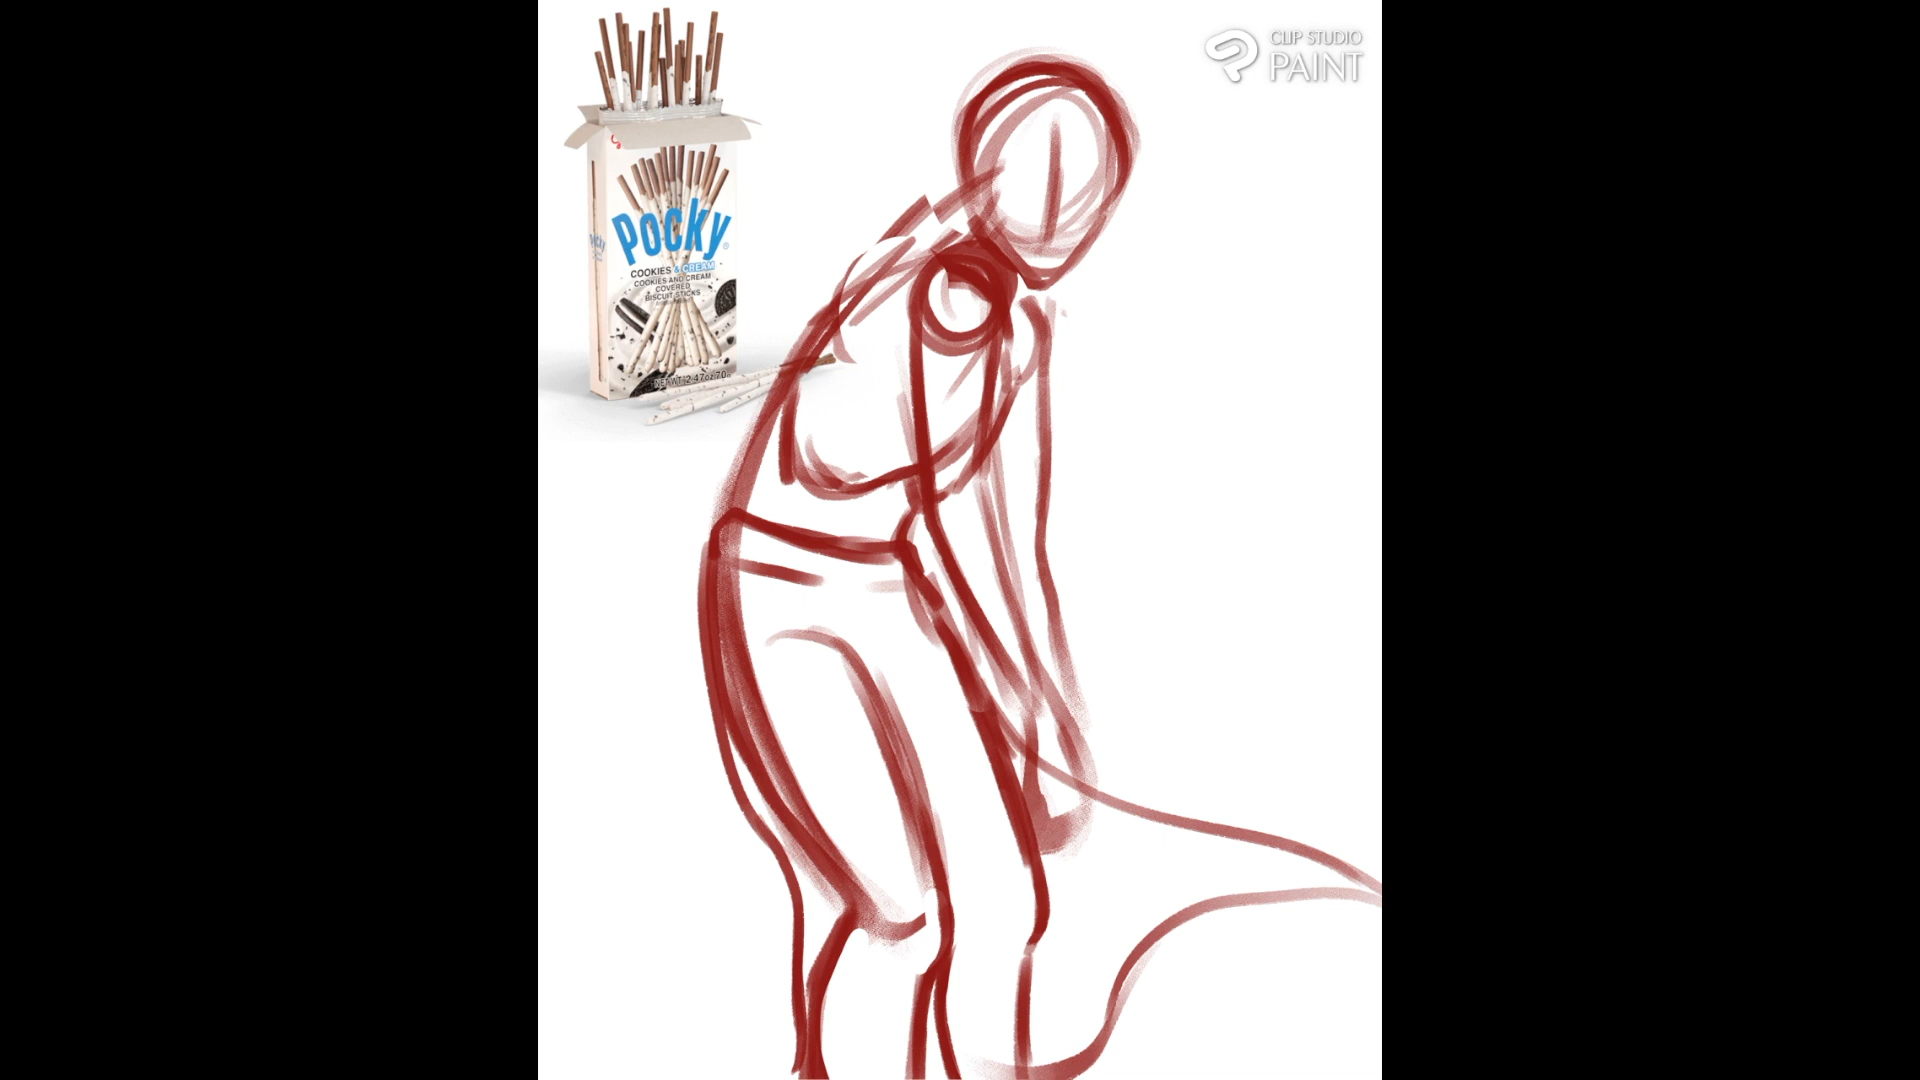 CLIP STUDIO
PAINT
Pocky
COOKIES & CREAM
COOKIES AND CREAM
COVERED
BISCUIT STICKS
NET WT. 2.47oz 70g